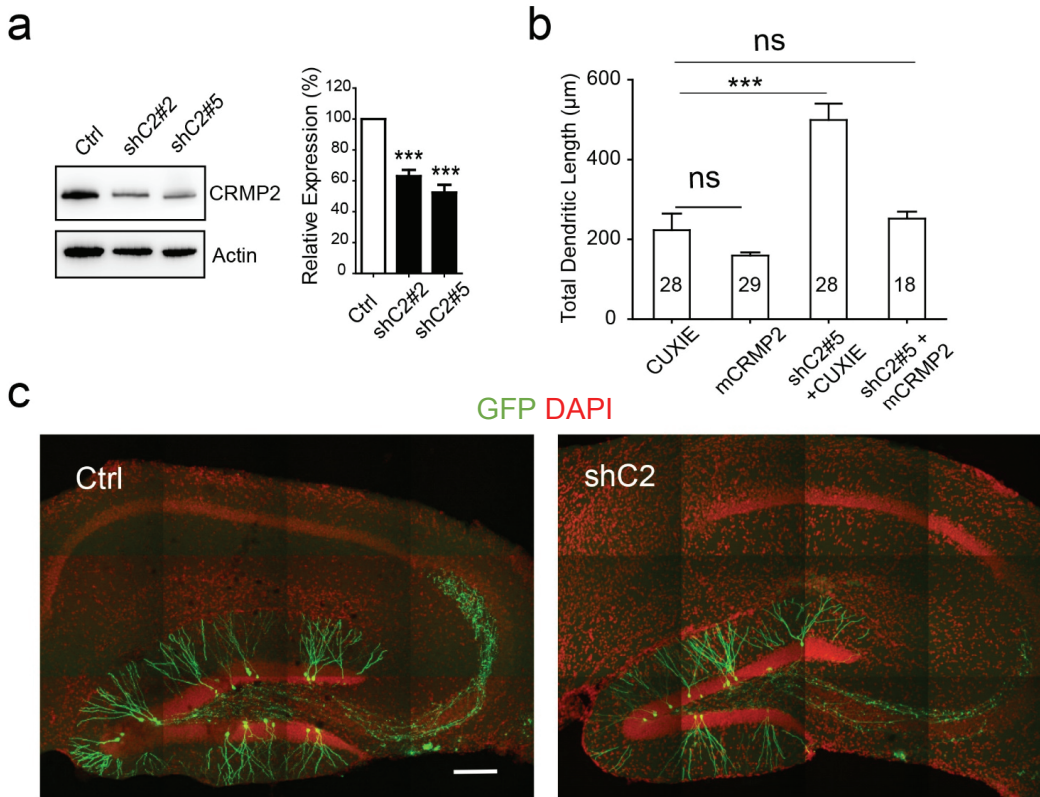 a
Ctrl
shC2#2
shC2#5
CRMP2
Actin
Relative Expression (%)
120
100
80
60
40
20
0
***
***
Ctrl
shC2#2
shC2#5
b
ns
***
ns
Total Dendritic Length (μm)
600
400
200
0
28
29
28
18
CUXIE
mCRMP2
shC2#5
+CUXIE
shC2#5 +
mCRMP2
c
GFP DAPI
Ctrl
shC2